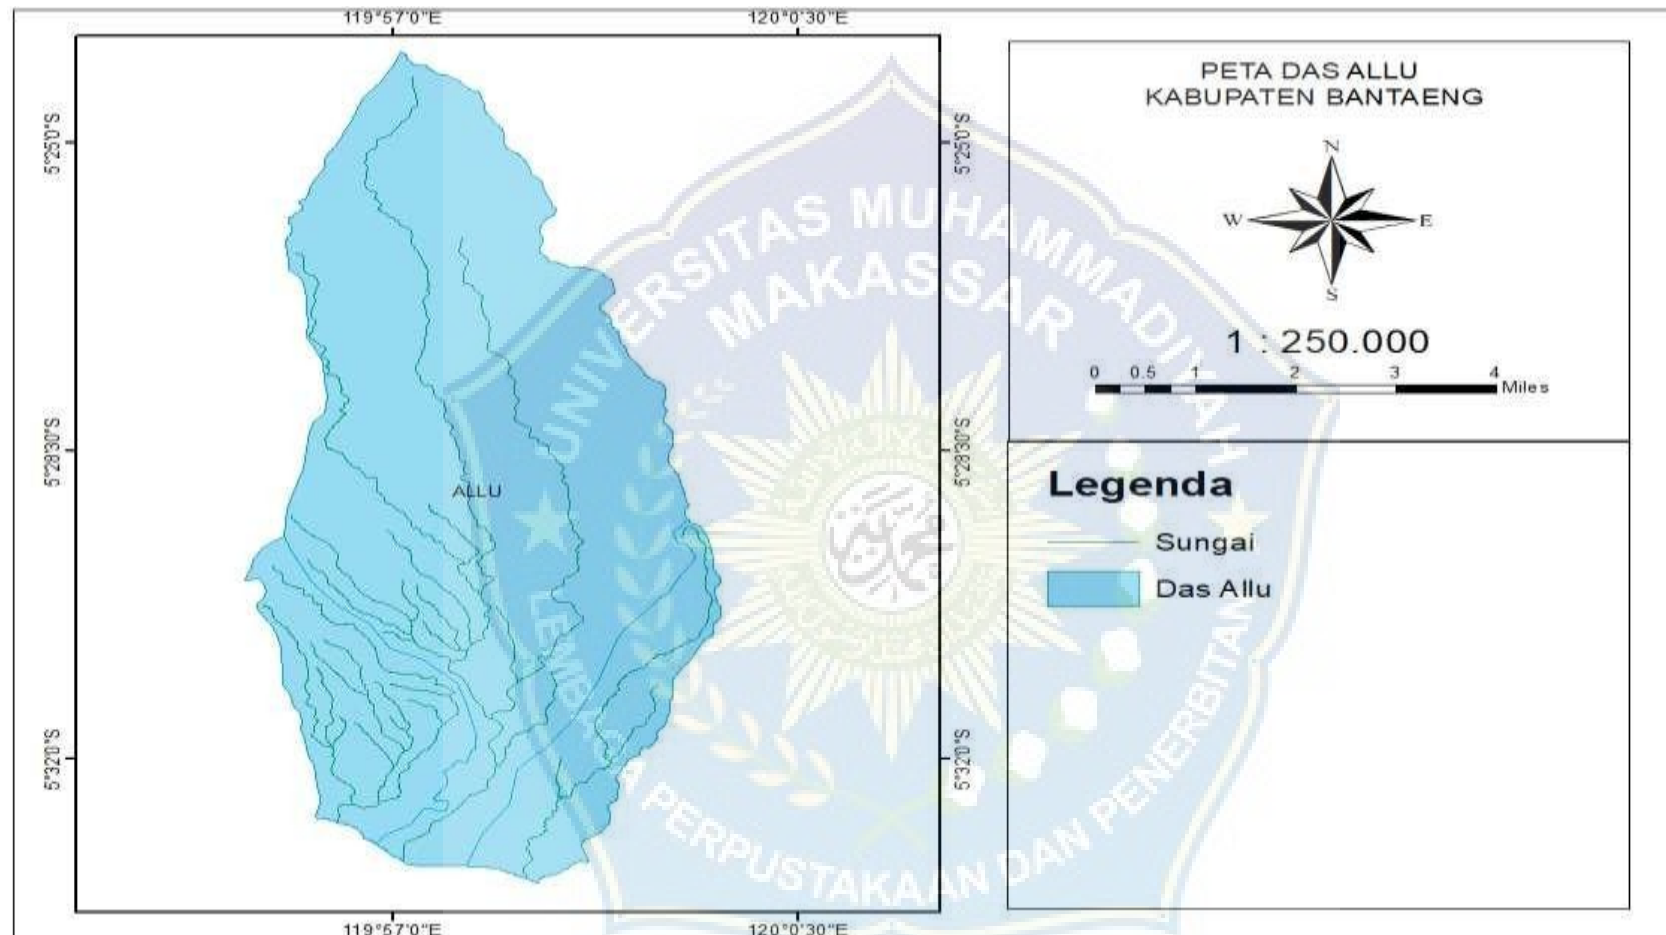 119°57'0"E
120°0'30"E
5°25'0"S
5°25'0"S
5°28'30"S
5°28'30"S
5°32'0"S
5°32'0"S
ALLU
119°57'0"E
120°0'30"E
PETA DAS ALLU
KABUPATEN BANTAENG
N
W
E
S
1 : 250.000
0 0.5 1 2 3 4
Miles
Legenda
Sungai
Das Allu
UNIVERSITAS MUHAMMADIYAH
MAKASSAR
LEMBAGA PERPUSTAKAAN DAN PENERBITAN